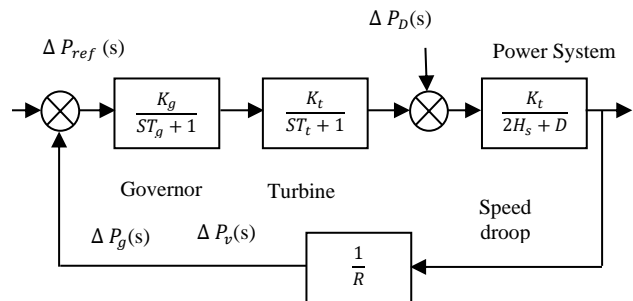 Δ P_D(s)
Δ P_ref (s)
Power System
K_g
ST_g + 1
K_t
ST_t + 1
K_t
2H_s + D
Governor
Turbine
Speed
droop
Δ P_g(s)
Δ P_v(s)
1
R